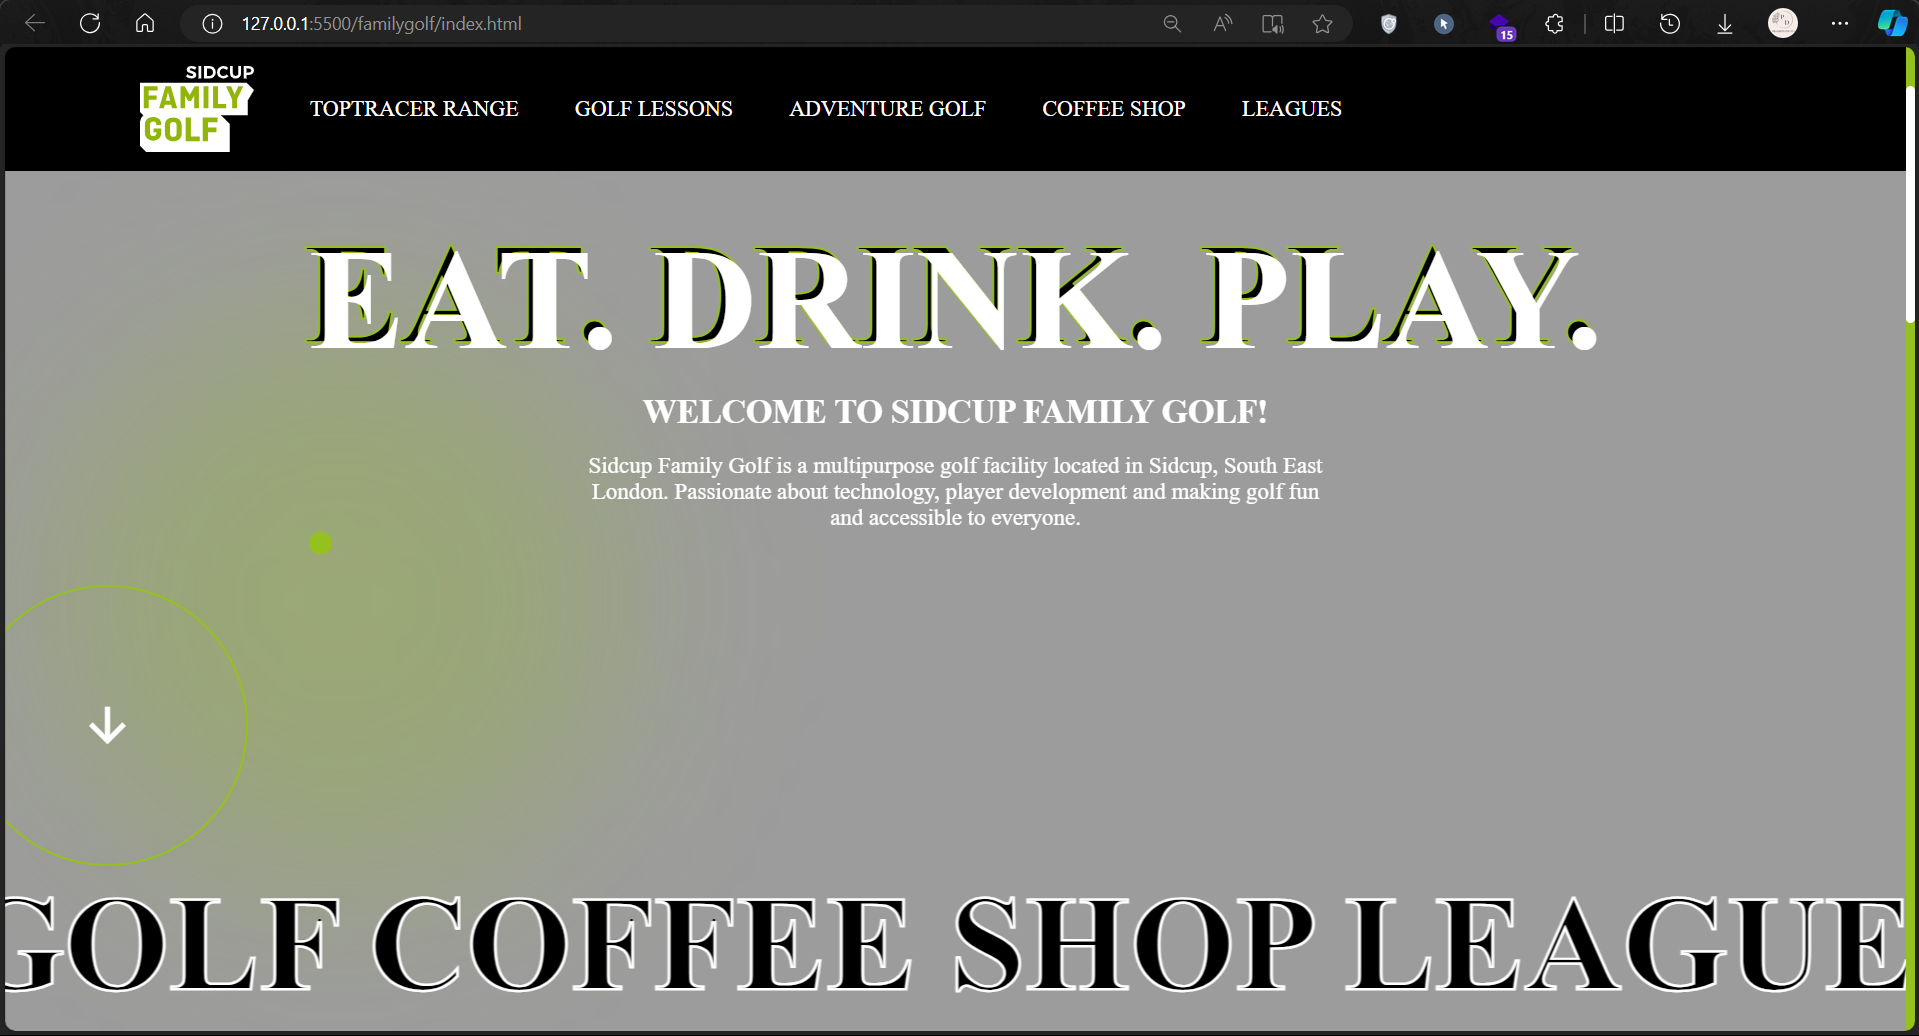 127.0.0.1:5500/familygolf/index.html
15
SIDCUP
FAMILY
GOLF
TOPTRACER RANGE GOLF LESSONS ADVENTURE GOLF COFFEE SHOP LEAGUES
EAT. DRINK. PLAY.
WELCOME TO SIDCUP FAMILY GOLF!
Sidcup Family Golf is a multipurpose golf facility located in Sidcup, South East
London. Passionate about technology, player development and making golf fun
and accessible to everyone.
GOLF COFFEE SHOP LEAGUE